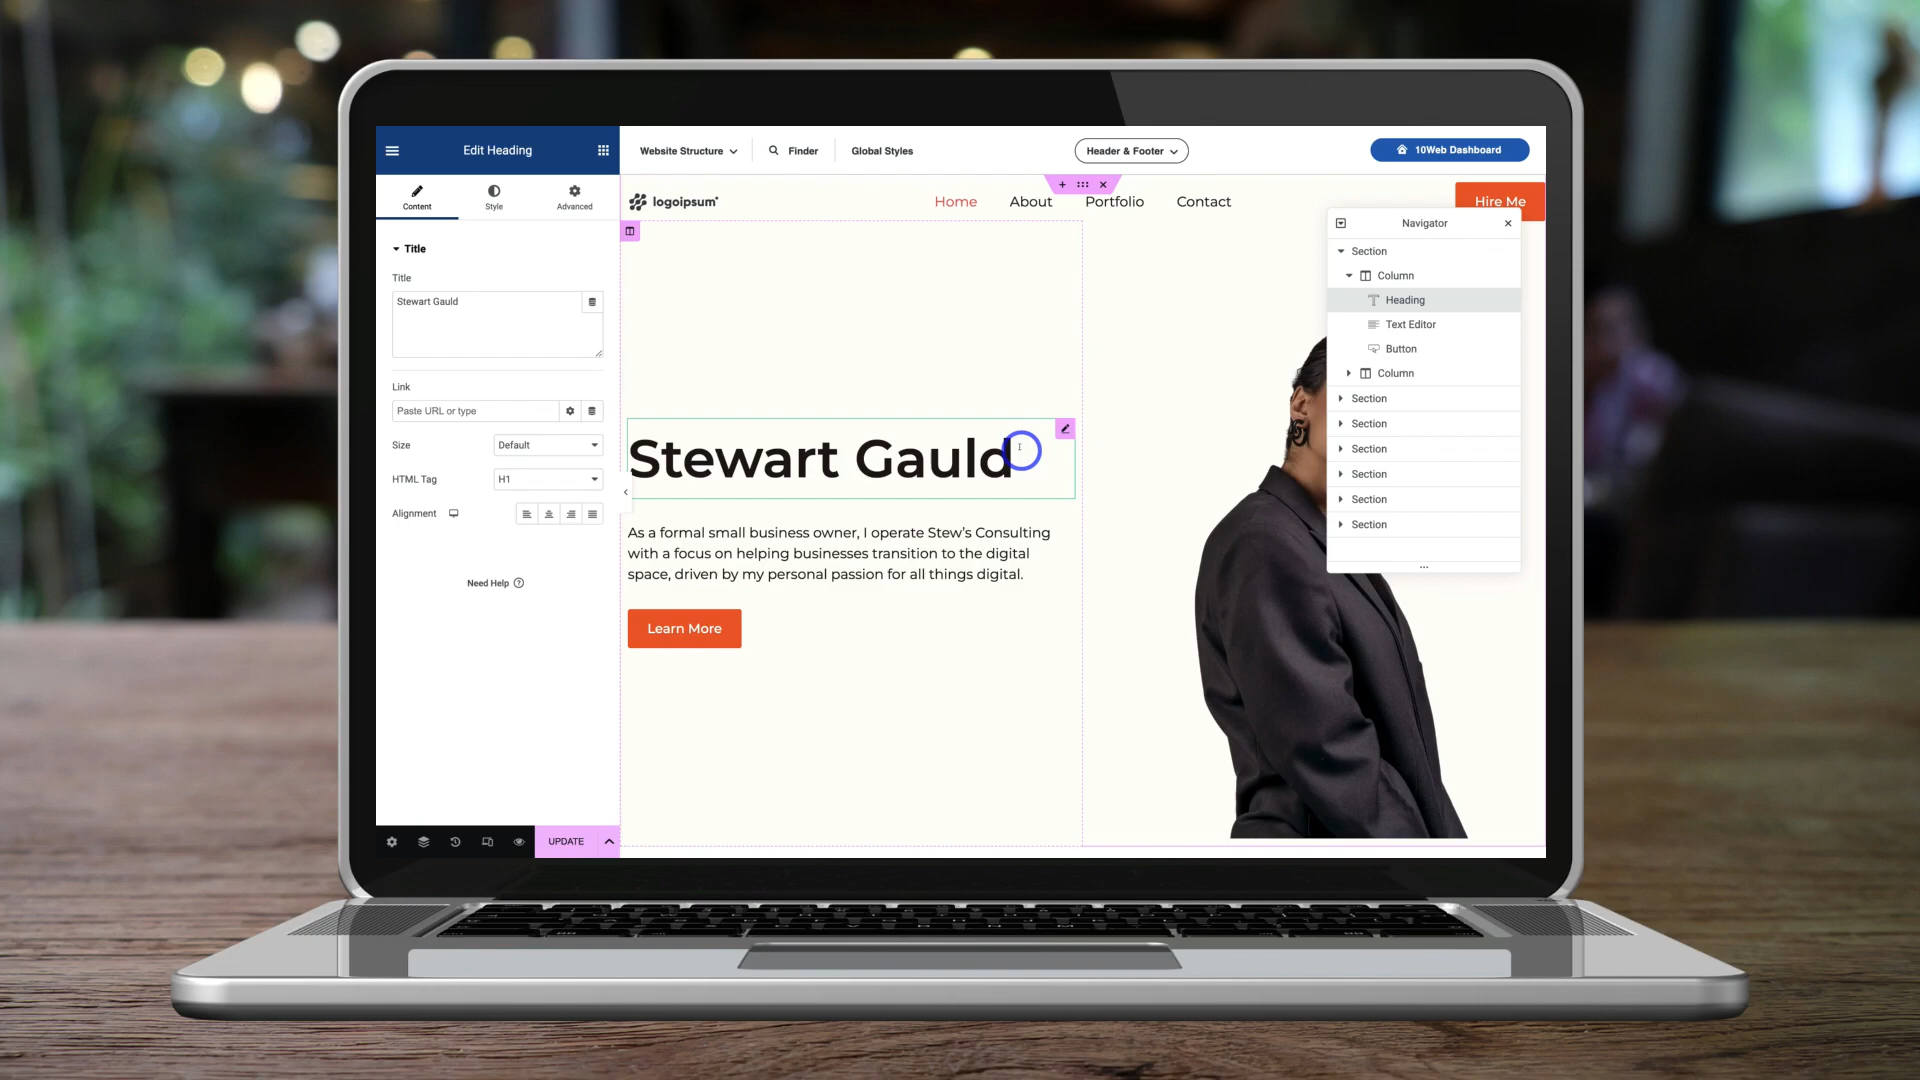 Edit Heading
Website Structure
Finder
Global Styles
Header & Footer
10Web Dashboard
Content
Style
Advanced
logoipsum
Home
About
Portfolio
Contact
Hire Me
Title
Title
Stewart Gauld
Link
Paste URL or type
Size
Default
HTML Tag
H1
Alignment
Need Help
UPDATE
Stewart Gauld
As a formal small business owner, I operate Stew's Consulting
with a focus on helping businesses transition to the digital
space, driven by my personal passion for all things digital.
Learn More
Navigator
Section
Column
Heading
Text Editor
Button
Column
Section
Section
Section
Section
Section
Section